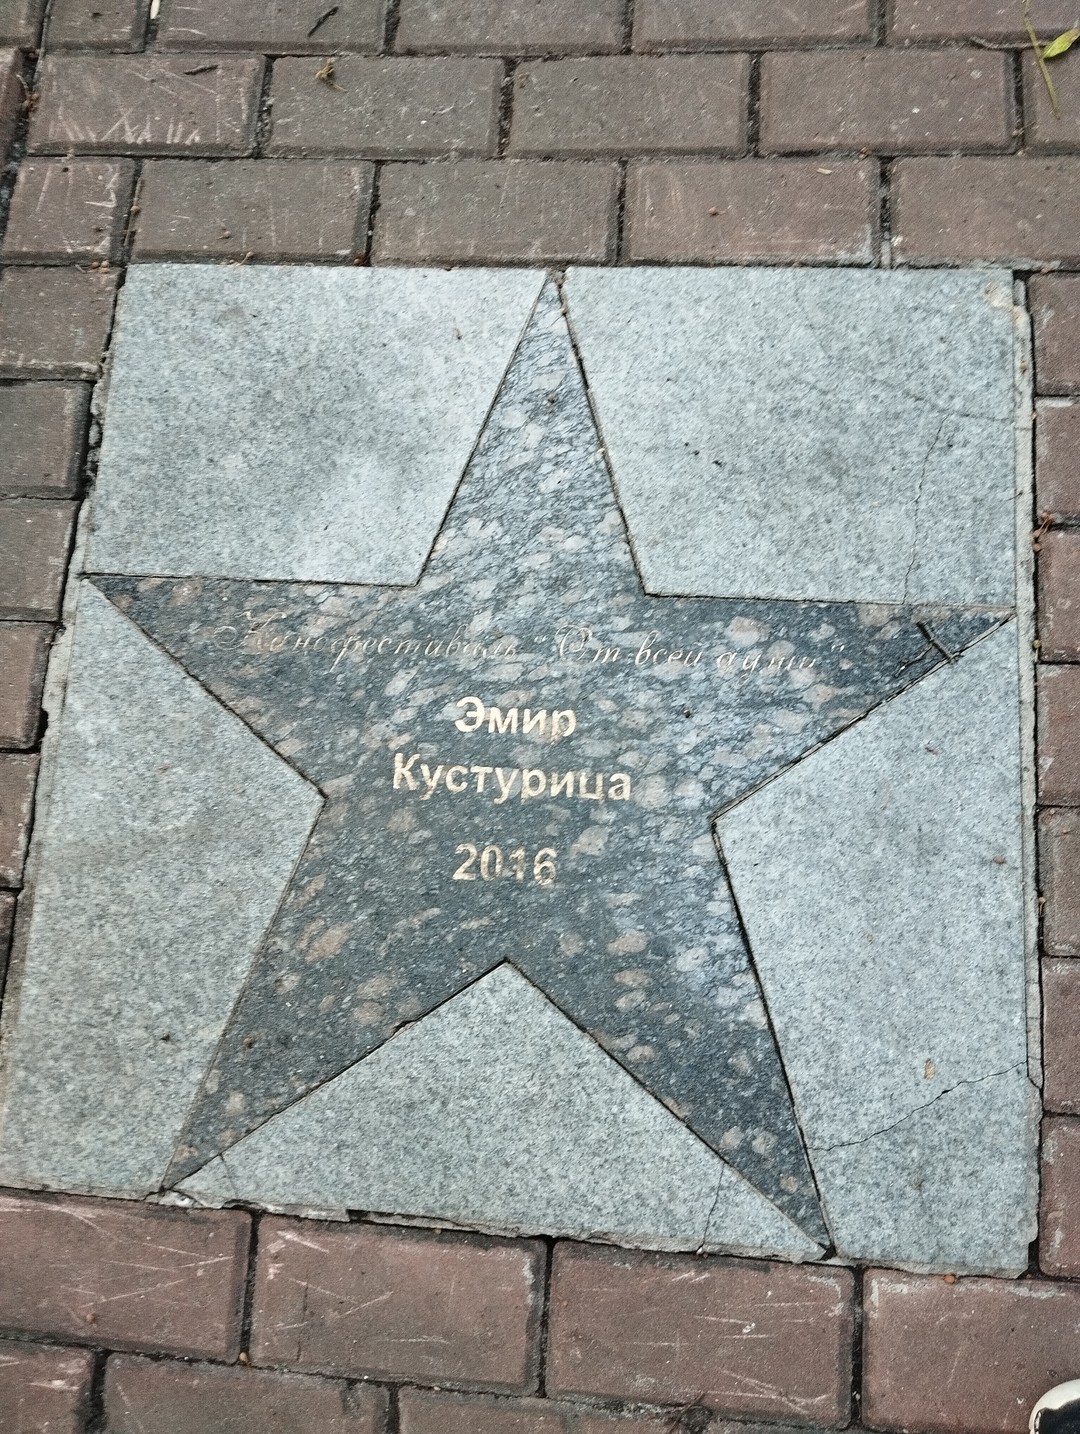 Кинофестиваль "От всей души"
Эмир
Кустурица
2016